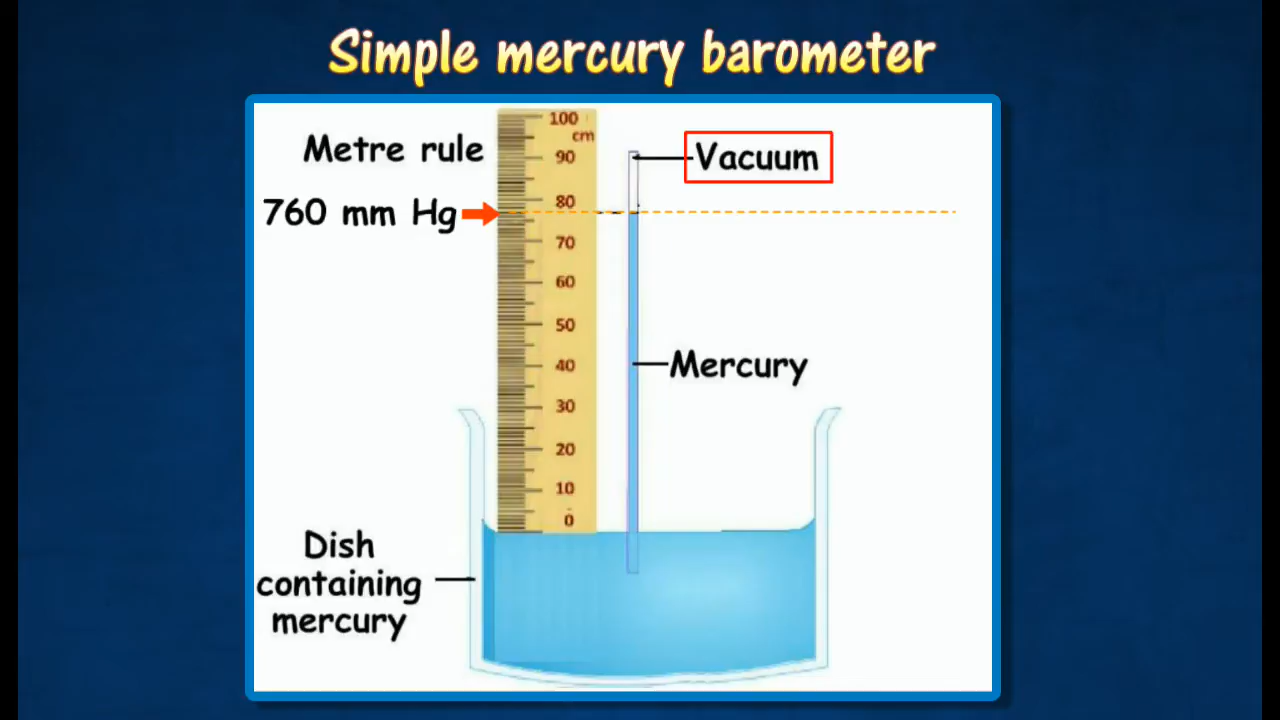 Simple mercury barometer
Metre rule
760 mm Hg
100
cm
90
80
70
60
50
40
30
20
10
0
Vacuum
Mercury
Dish
containing
mercury